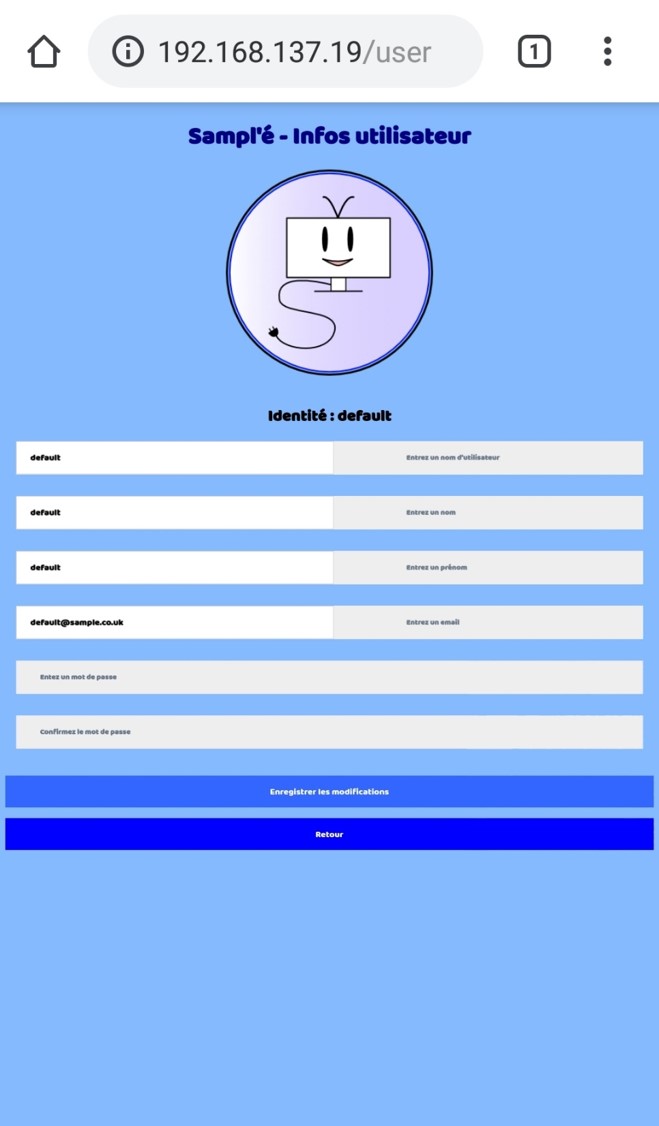 192.168.137.19/user
1
Sampl'é - Infos utilisateur
Identité : default
default
Entrez un nom d'utilisateur
default
Entrez un nom
default
Entrez un prénom
default@sample.co.uk
Entrez un email
Entez un mot de passe
Confirmez le mot de passe
Enregistrer les modifications
Retour